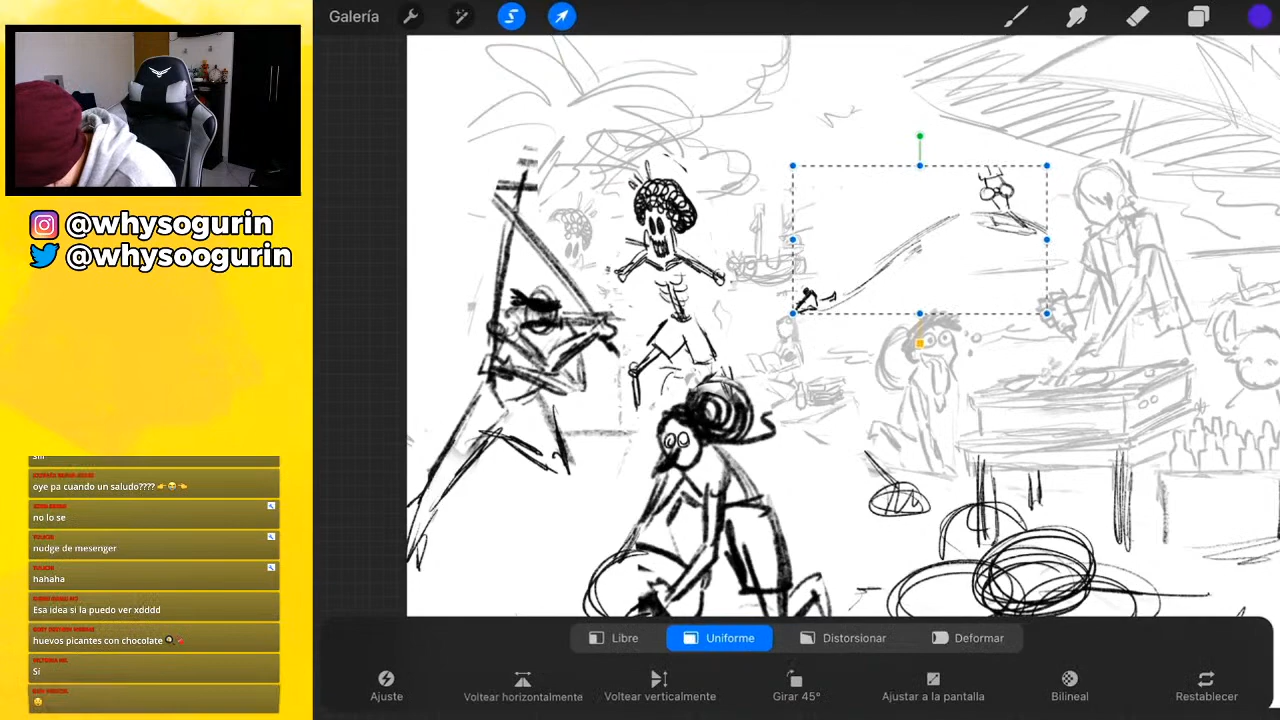 Galería
@whysogurin
@whysoogurin
Siii
oye pa cuando un saludo???? 👉😄👈
no lo se
nudge de mesenger
hahaha
Esa idea si la puedo ver xdddd
huevos picantes con chocolate
Sí
Libre
Uniforme
Distorsionar
Deformar
Ajuste
Voltear horizontalmente
Voltear verticalmente
Girar 45°
Ajustar a la pantalla
Bilineal
Restablecer